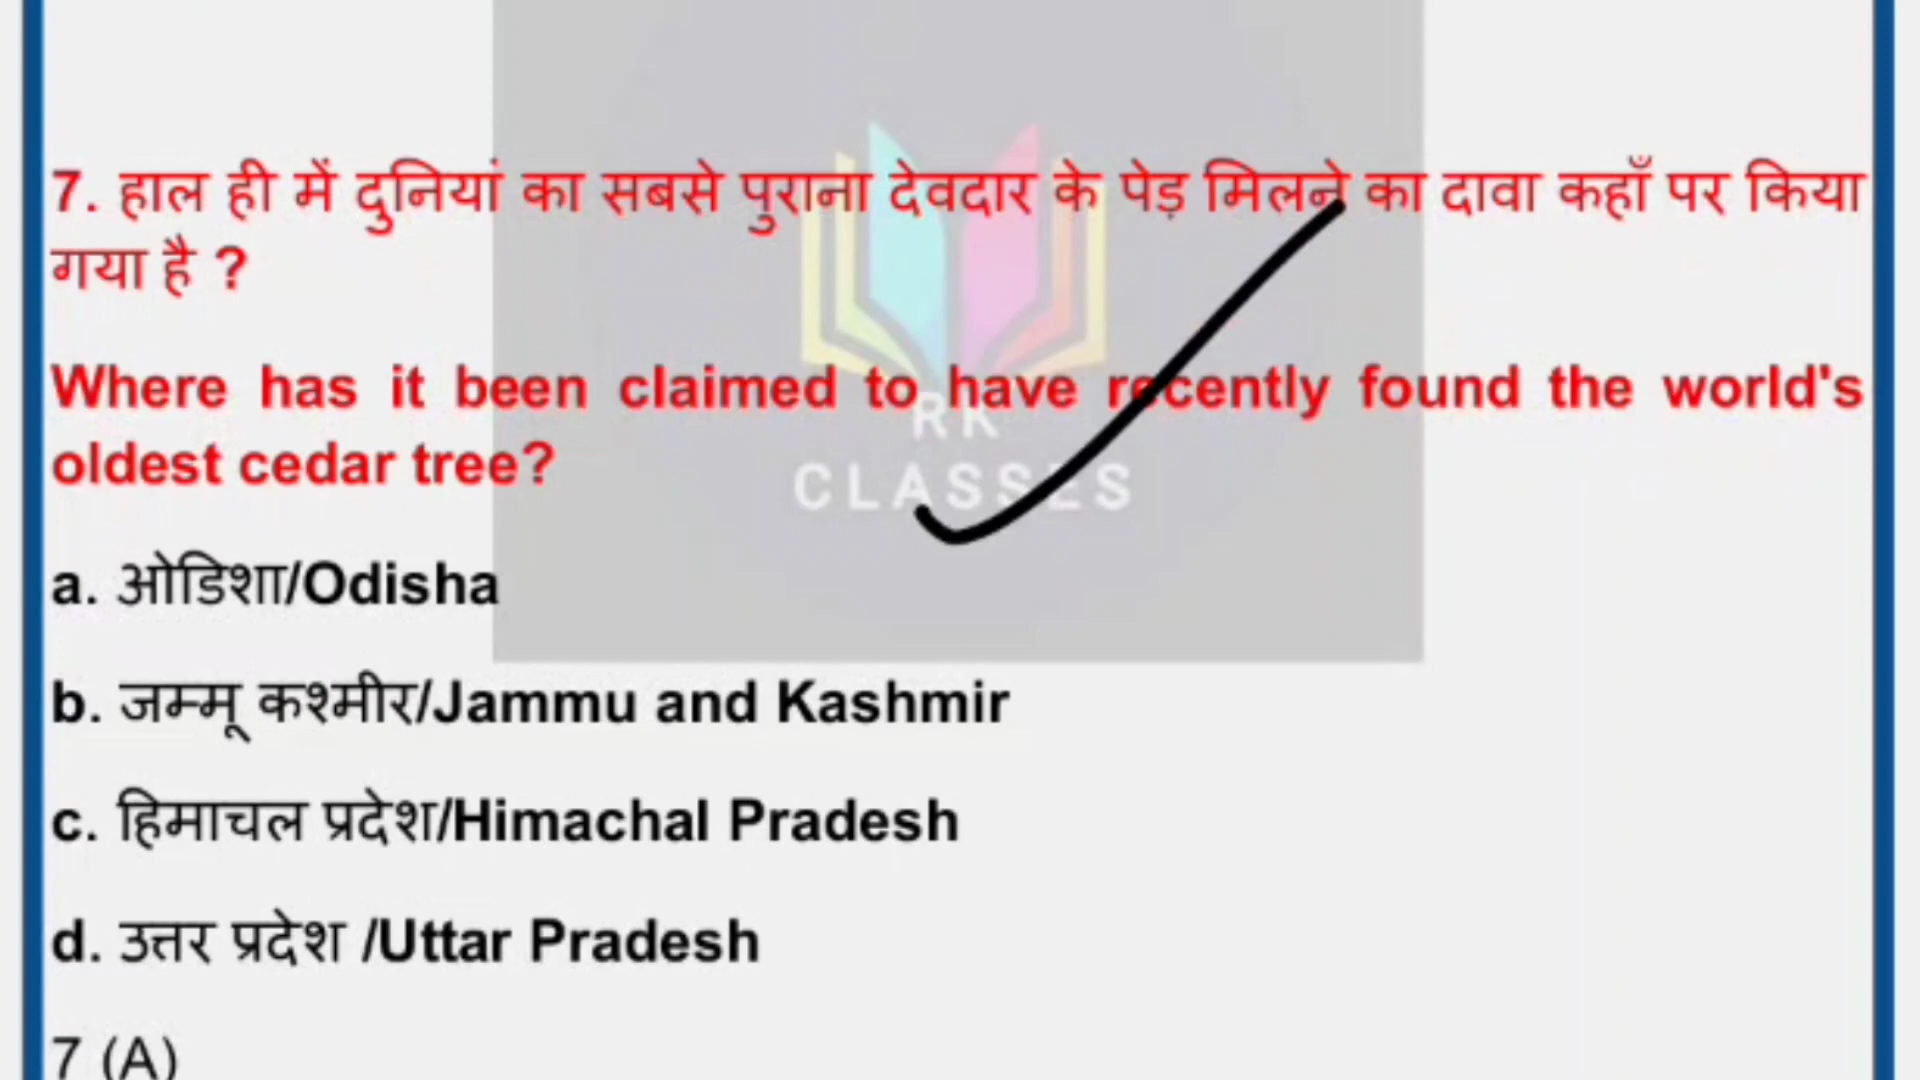 7. हाल ही में दुनियां का सबसे पुराना देवदार के पेड़ मिलने का दावा कहाँ पर किया
गया है ?
Where has it been claimed to have recently found the world's
oldest cedar tree?
RK
CLASSES
a. ओडिशा/Odisha
b. जम्मू कश्मीर/Jammu and Kashmir
c. हिमाचल प्रदेश/Himachal Pradesh
d. उत्तर प्रदेश /Uttar Pradesh
7 (A)